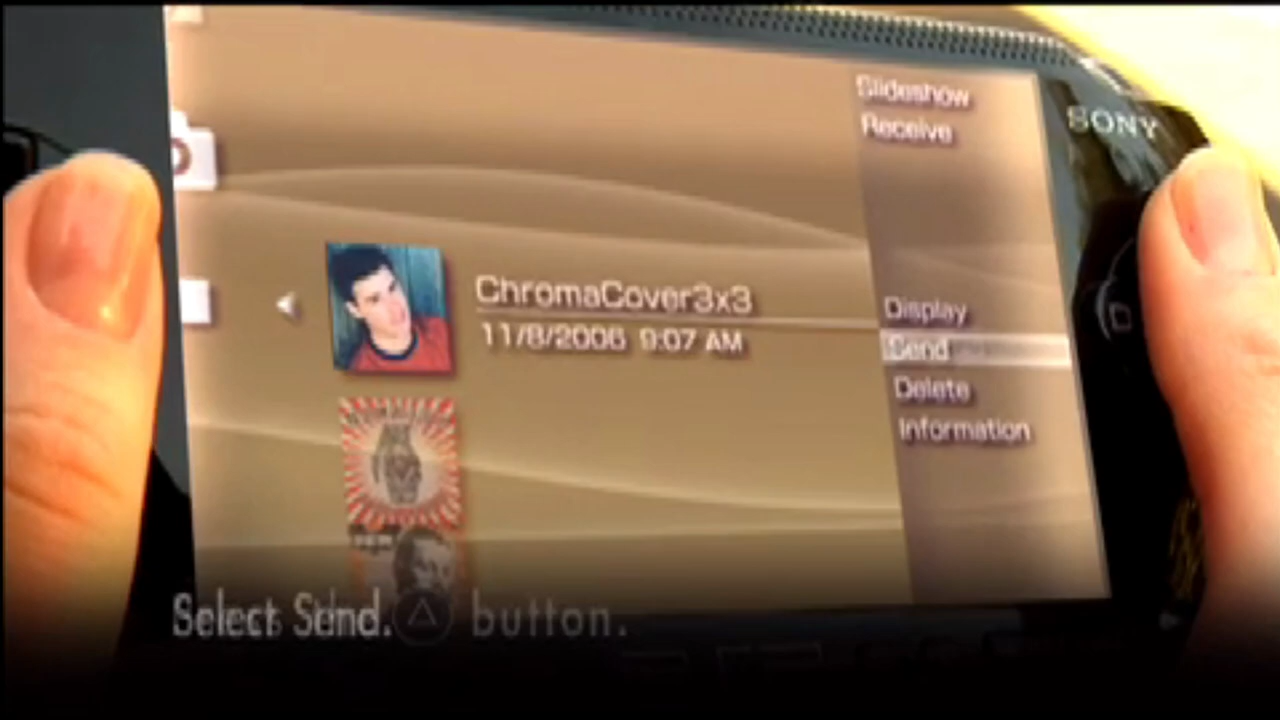 Slideshow
Receive
SONY
ChromaCover3x3
11/8/2006 9:07 AM
Display
Send
Delete
Information
Select Send.
button.